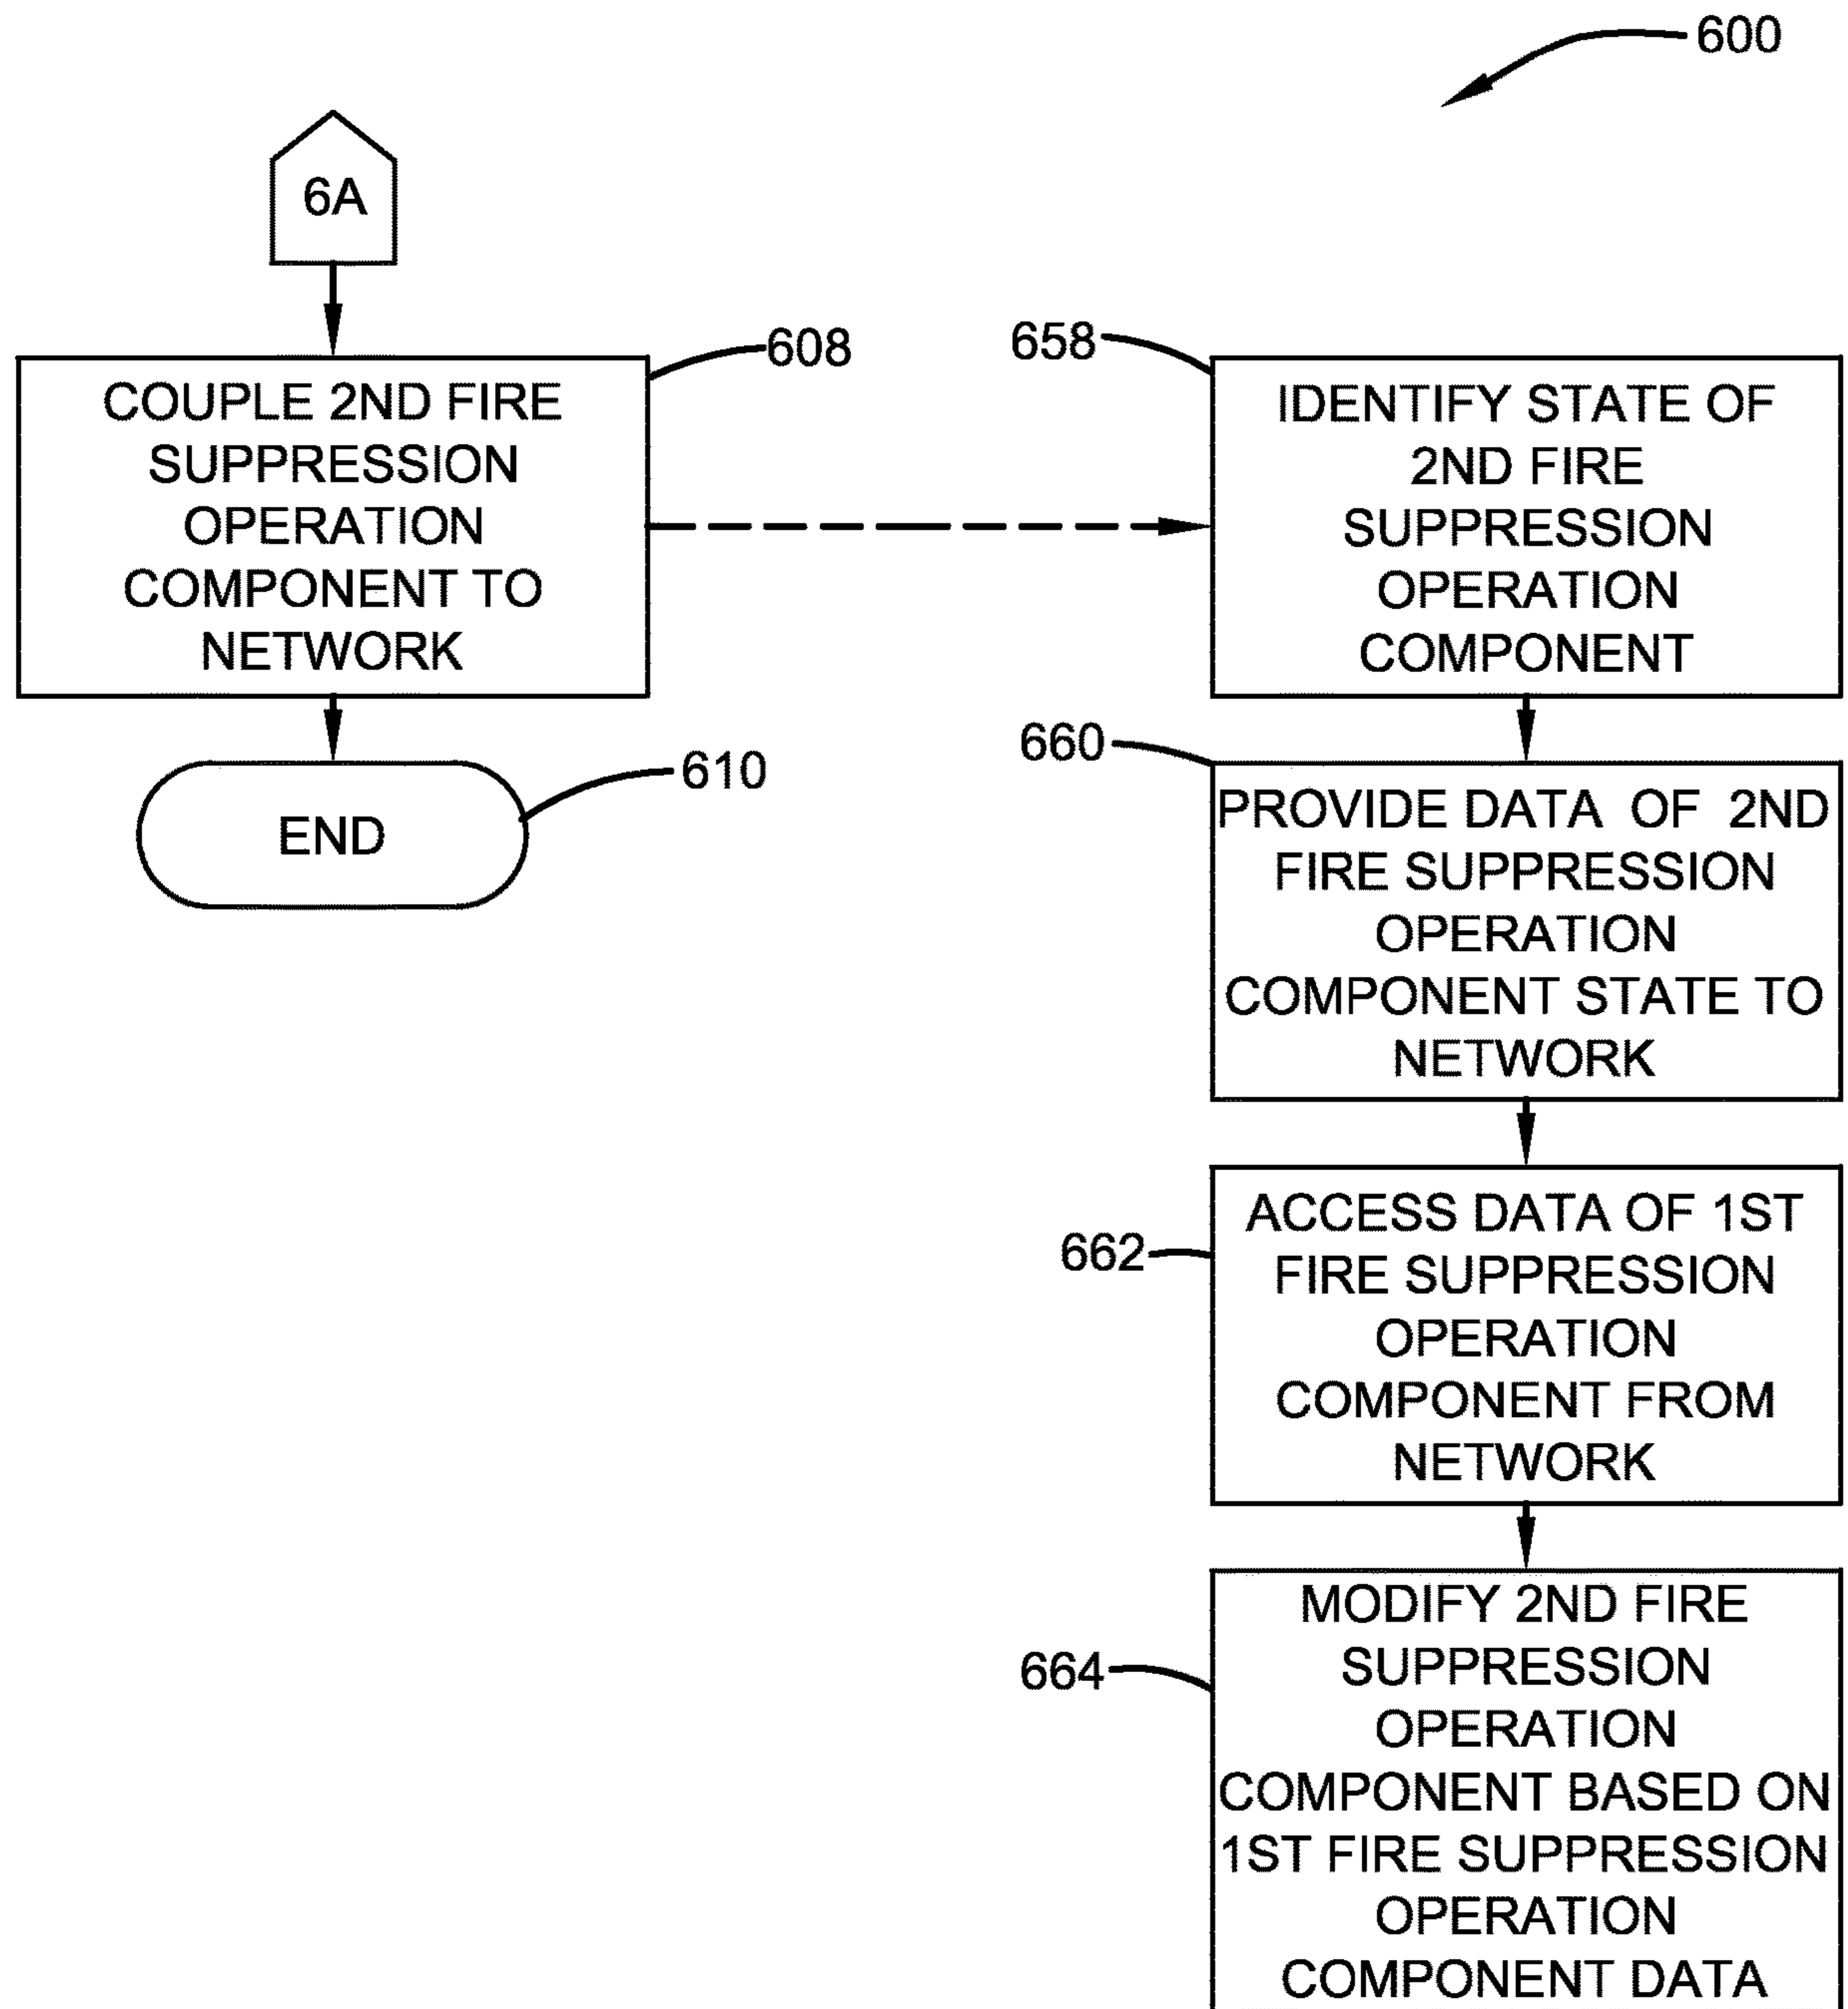 600
6A
608
COUPLE 2ND FIRE
SUPPRESSION
OPERATION
COMPONENT TO
NETWORK
610
END
658
IDENTIFY STATE OF
2ND FIRE
SUPPRESSION
OPERATION
COMPONENT
660
PROVIDE DATA OF 2ND
FIRE SUPPRESSION
OPERATION
COMPONENT STATE TO
NETWORK
662
ACCESS DATA OF 1ST
FIRE SUPPRESSION
OPERATION
COMPONENT FROM
NETWORK
664
MODIFY 2ND FIRE
SUPPRESSION
OPERATION
COMPONENT BASED ON
1ST FIRE SUPPRESSION
OPERATION
COMPONENT DATA